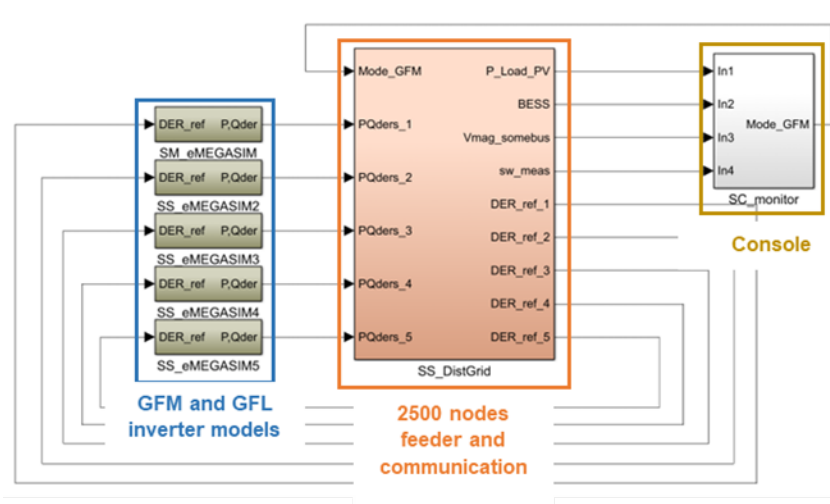 DER_ref P,Qder
SM_eMEGASIM
DER_ref P,Qder
SS_eMEGASIM2
DER_ref P,Qder
SS_eMEGASIM3
DER_ref P,Qder
SS_eMEGASIM4
DER_ref P,Qder
SS_eMEGASIM5
GFM and GFL
inverter models
Mode_GFM P_Load_PV
BESS
PQders_1
Vmag_somebus
PQders_2 sw_meas
DER_ref_1
PQders_3 DER_ref_2
DER_ref_3
PQders_4
DER_ref_4
PQders_5 DER_ref_5
SS_DistGrid
2500 nodes
feeder and
communication
In1
In2
Mode_GFM
In3
In4
SC_monitor
Console